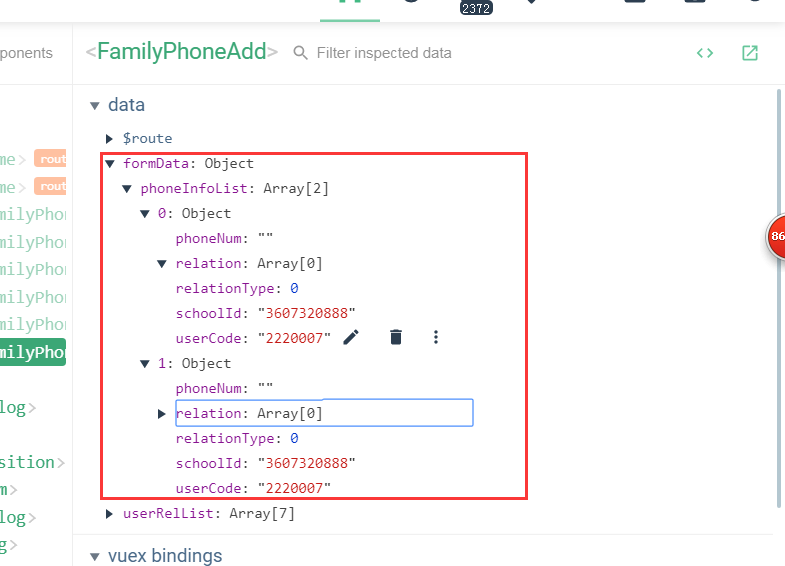 2372
ponents
<FamilyPhoneAdd>
Filter inspected data
data
$route
formData: Object
phoneInfoList: Array[2]
0: Object
phoneNum: ""
relation: Array[0]
relationType: 0
schoolId: "3607320888"
userCode: "2220007"
1: Object
phoneNum: ""
relation: Array[0]
relationType: 0
schoolId: "3607320888"
userCode: "2220007"
userRelList: Array[7]
vuex bindings
me> rout
me> rout
milyPho
milyPho
milyPho
milyPho
milyPho
milyPho
log>
sition>
m>
log>
g>
86